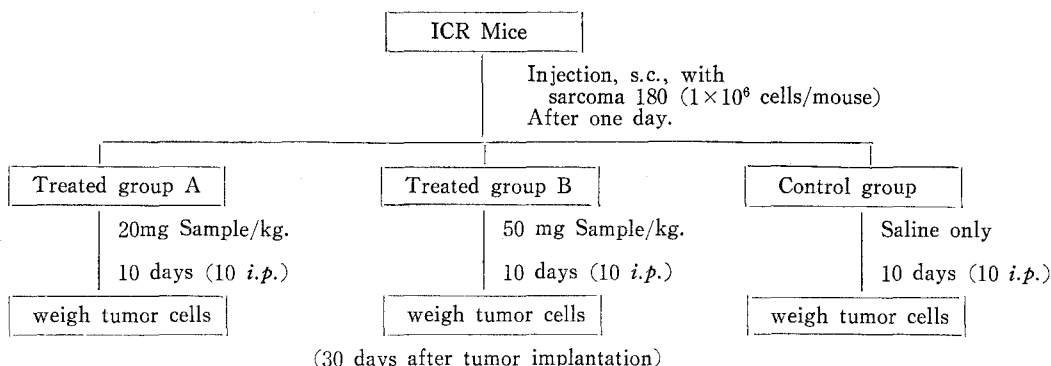 ICR Mice
Injection, s.c., with
sarcoma 180 (1×10⁶ cells/mouse)
After one day.
Treated group A
Treated group B
Control group
20mg Sample/kg.
50 mg Sample/kg.
Saline only
10 days (10 i.p.)
10 days (10 i.p.)
10 days (10 i.p.)
weigh tumor cells
weigh tumor cells
weigh tumor cells
(30 days after tumor implantation)